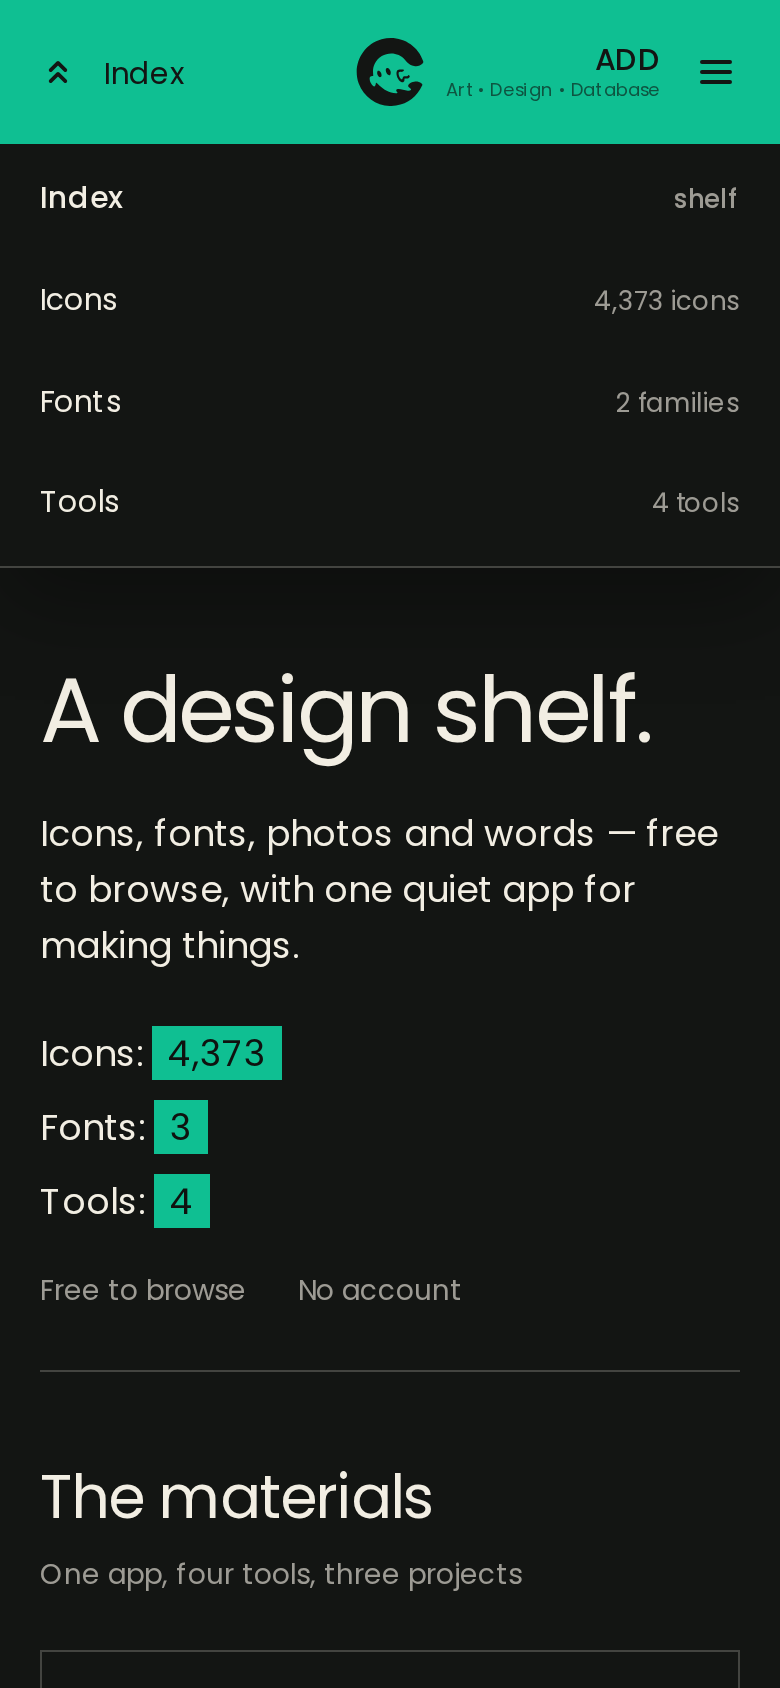 Index
ADD
Art • Design • Database
Index shelf
Icons 4,373 icons
Fonts 2 families
Tools 4 tools
A design shelf.
Icons, fonts, photos and words — free
to browse, with one quiet app for
making things.
Icons: 4,373
Fonts: 3
Tools: 4
Free to browse No account
The materials
One app, four tools, three projects